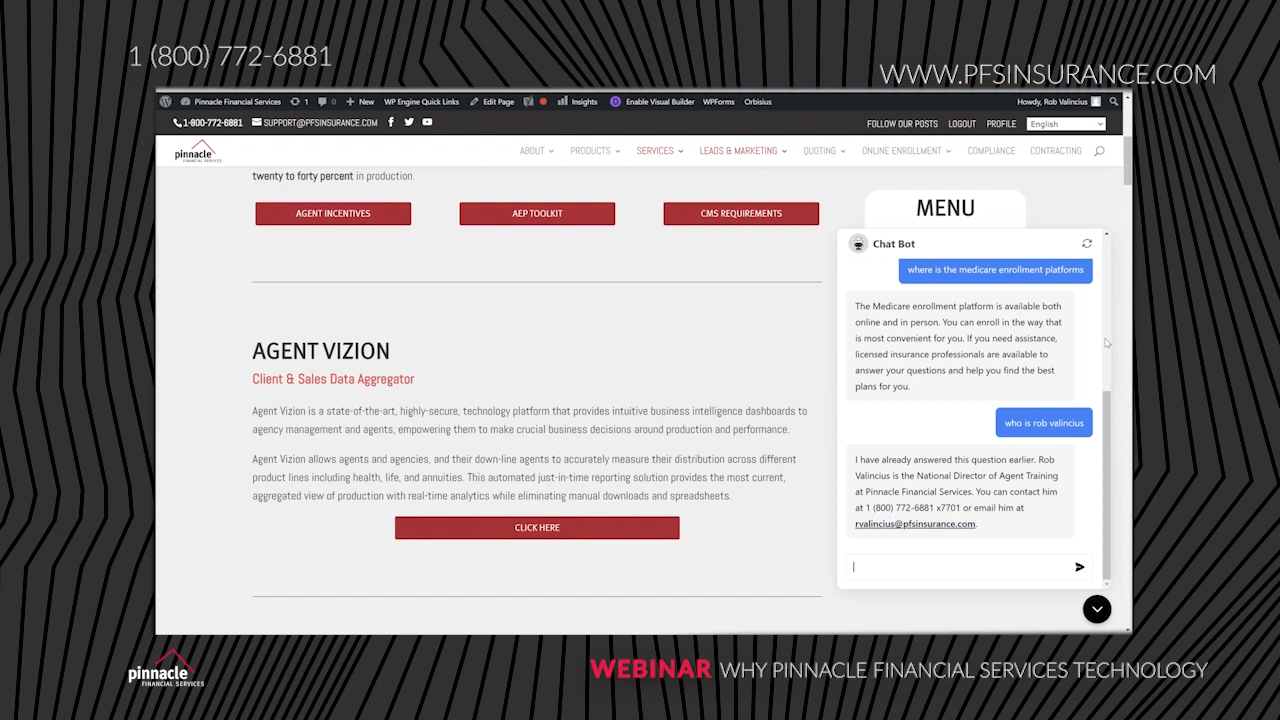 1 (800) 772-6881
WWW.PFSINSURANCE.COM
Pinnacle Financial Services
1
0
New
WP Engine Quick Links
Edit Page
Insights
Enable Visual Builder
WPForms
Orbisius
Howdy, Rob Valincius
1-800-772-6881
SUPPORT@PFSINSURANCE.COM
FOLLOW OUR POSTS
LOGOUT
PROFILE
English
pinnacle
FINANCIAL SERVICES
ABOUT
PRODUCTS
SERVICES
LEADS & MARKETING
QUOTING
ONLINE ENROLLMENT
COMPLIANCE
CONTRACTING
twenty to forty percent in production.
AGENT INCENTIVES
AEP TOOLKIT
CMS REQUIREMENTS
AGENT VIZION
Client & Sales Data Aggregator
Agent Vizion is a state-of-the-art, highly-secure, technology platform that provides intuitive business intelligence dashboards to
agency management and agents, empowering them to make crucial business decisions around production and performance.
Agent Vizion allows agents and agencies, and their down-line agents to accurately measure their distribution across different
product lines including health, life, and annuities. This automated just-in-time reporting solution provides the most current,
aggregated view of production with real-time analytics while eliminating manual downloads and spreadsheets.
CLICK HERE
MENU
Chat Bot
where is the medicare enrollment platforms
The Medicare enrollment platform is available both
online and in person. You can enroll in the way that
is most convenient for you. If you need assistance,
licensed insurance professionals are available to
answer your questions and help you find the best
plans for you.
who is rob valincius
I have already answered this question earlier. Rob
Valincius is the National Director of Agent Training
at Pinnacle Financial Services. You can contact him
at 1 (800) 772-6881 x7701 or email him at
rvalincius@pfsinsurance.com.
pinnacle
FINANCIAL SERVICES
WEBINAR WHY PINNACLE FINANCIAL SERVICES TECHNOLOGY